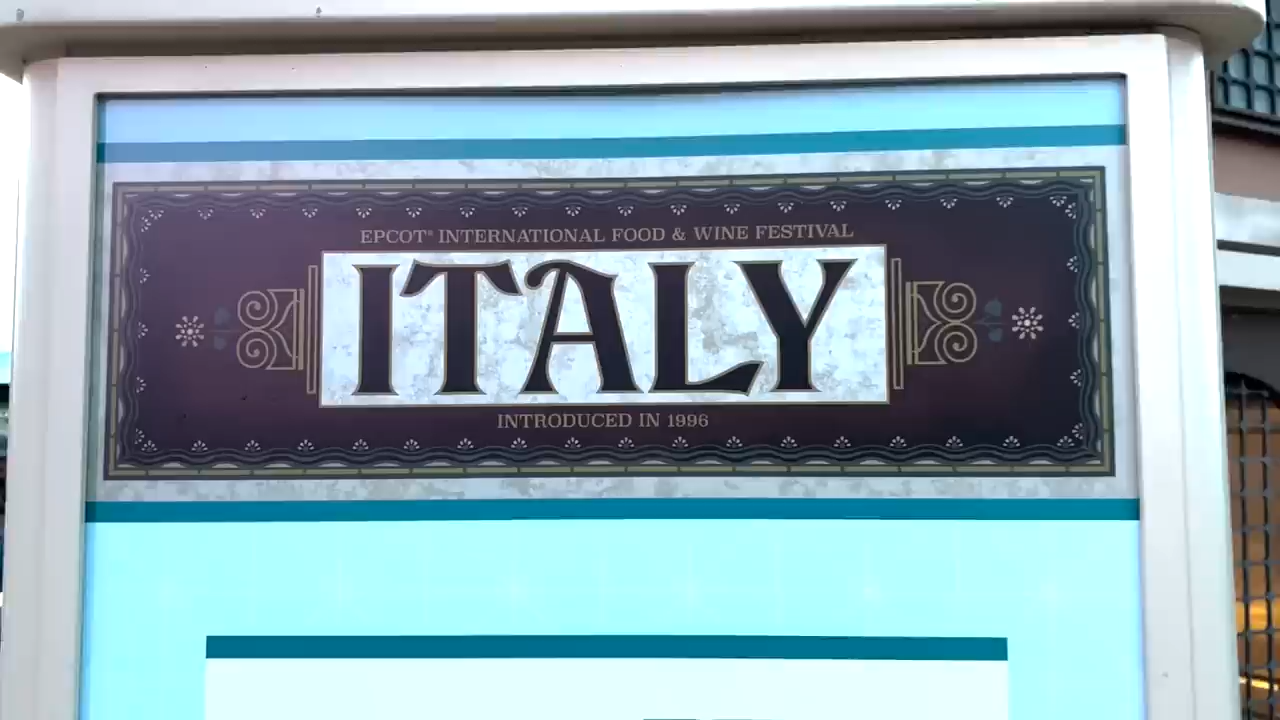 EPCOT® INTERNATIONAL FOOD & WINE FESTIVAL
ITALY
INTRODUCED IN 1996